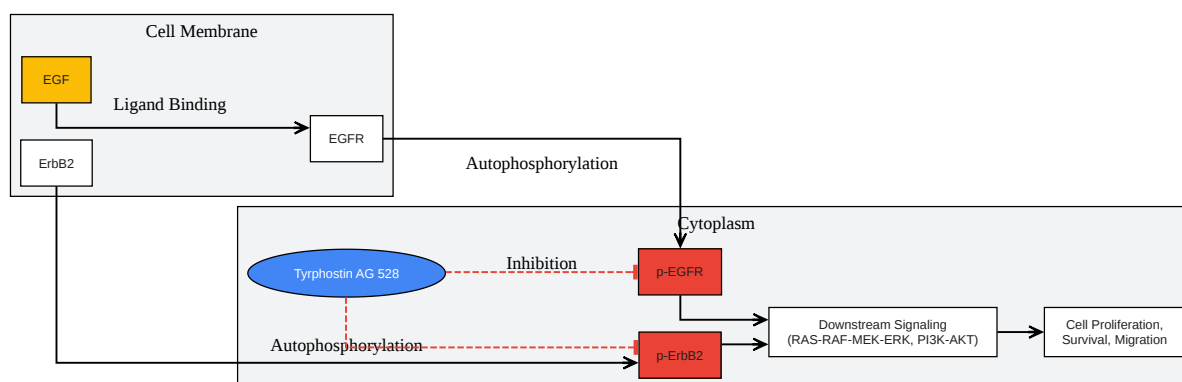 Cell Membrane
EGF
Ligand Binding
EGFR
ErbB2
Autophosphorylation
Cytoplasm
Tyrphostin AG 528
Inhibition
p-EGFR
Downstream Signaling
(RAS-RAF-MEK-ERK, PI3K-AKT)
Cell Proliferation,
Survival, Migration
Autophosphorylation
p-ErbB2